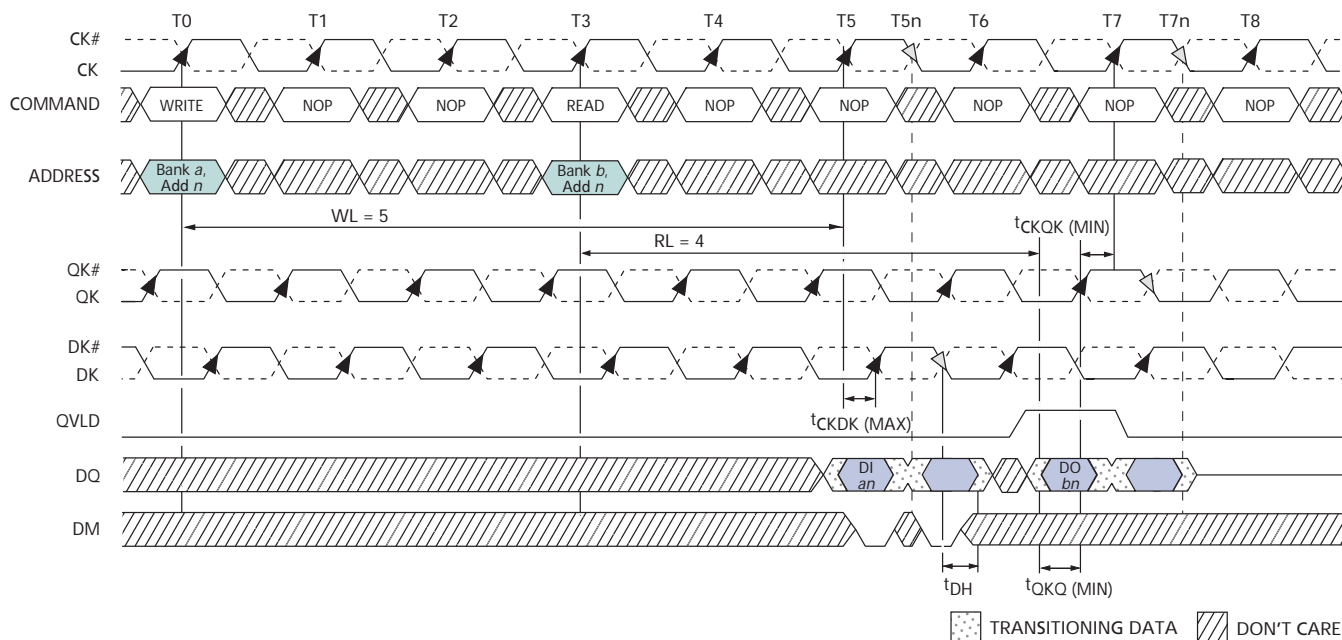 T0 T1 T2 T3 T4 T5 T5n T6 T7 T7n T8
CK#
CK
COMMAND WRITE NOP NOP READ NOP NOP NOP NOP NOP
ADDRESS Bank a, Add n Bank b, Add n
WL = 5
tCKQK (MIN)
RL = 4
QK#
QK
DK#
DK
tCKDK (MAX)
QVLD
DQ DI an DO bn
DM
tDH tQKQ (MIN)
TRANSITIONING DATA DON'T CARE